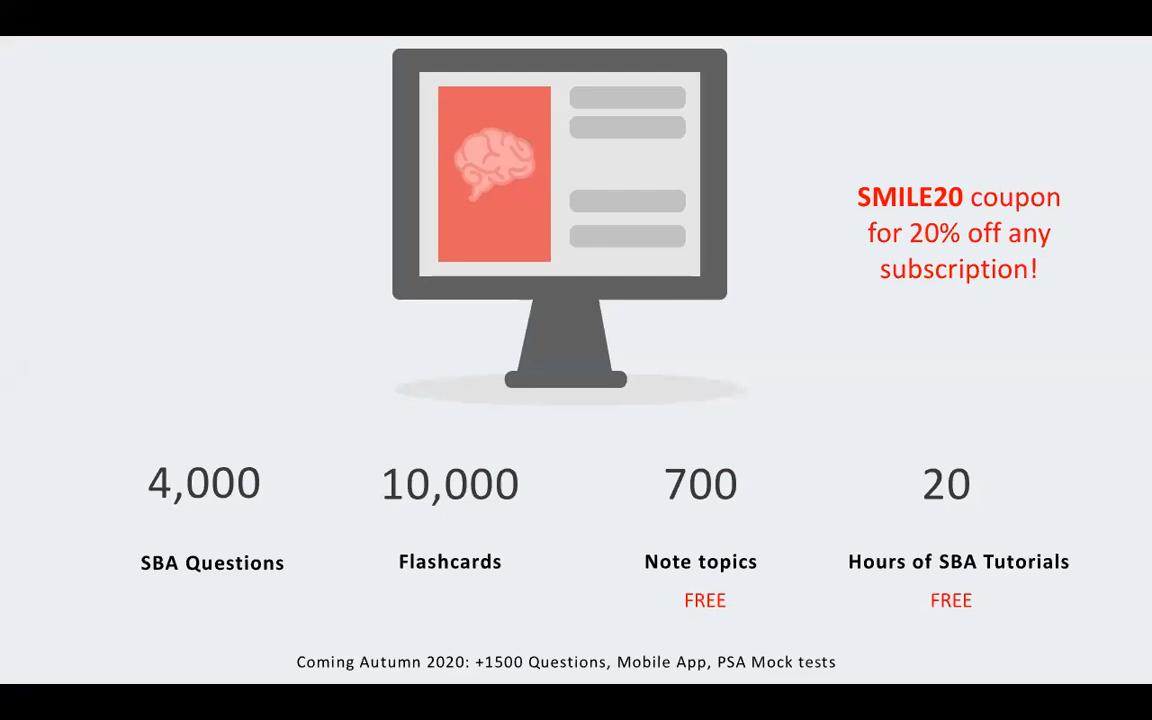 SMILE20 coupon
for 20% off any
subscription!
4,000
10,000
700
20
SBA Questions
Flashcards
Note topics
Hours of SBA Tutorials
FREE
FREE
Coming Autumn 2020: +1500 Questions, Mobile App, PSA Mock tests